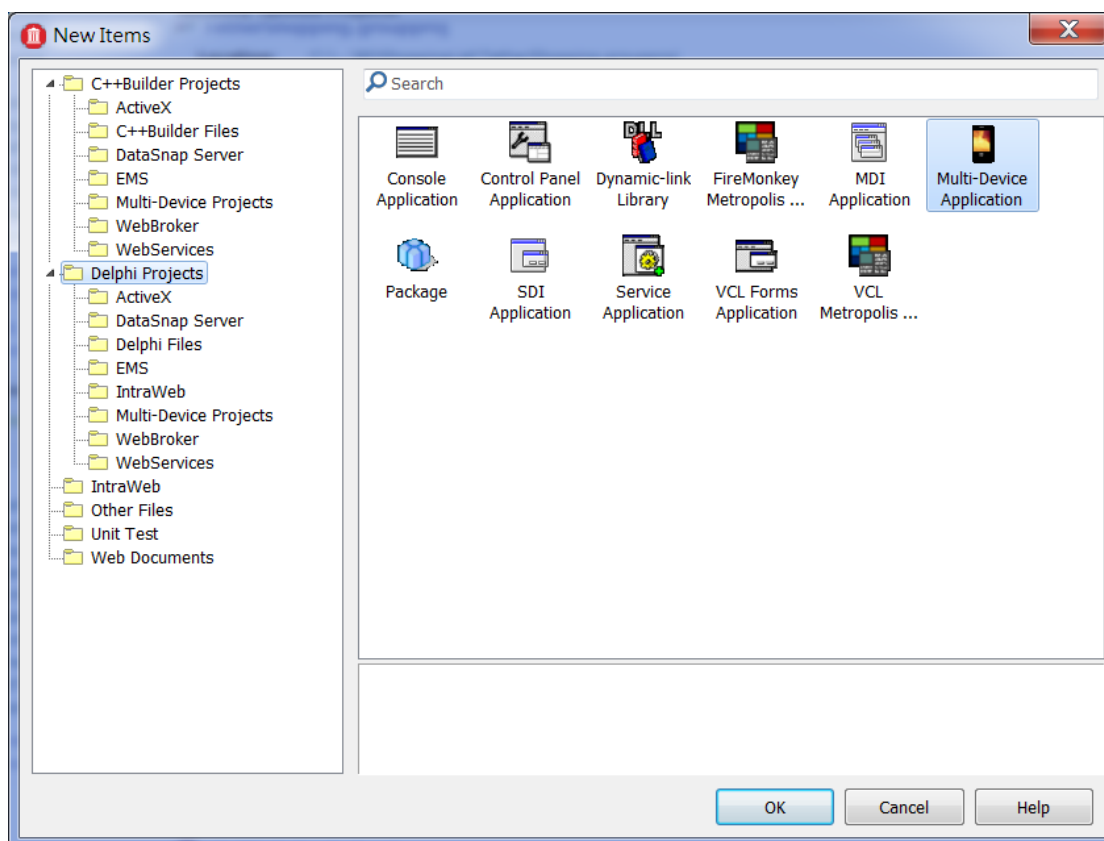 New Items
X
C++Builder Projects
ActiveX
C++Builder Files
DataSnap Server
EMS
Multi-Device Projects
WebBroker
WebServices
Delphi Projects
ActiveX
DataSnap Server
Delphi Files
EMS
IntraWeb
Multi-Device Projects
WebBroker
WebServices
IntraWeb
Other Files
Unit Test
Web Documents
Search
DLL
Console
Application
Control Panel
Application
Dynamic-link
Library
FireMonkey
Metropolis ...
MDI
Application
Multi-Device
Application
Package
SDI
Application
Service
Application
VCL Forms
Application
VCL
Metropolis ...
OK
Cancel
Help